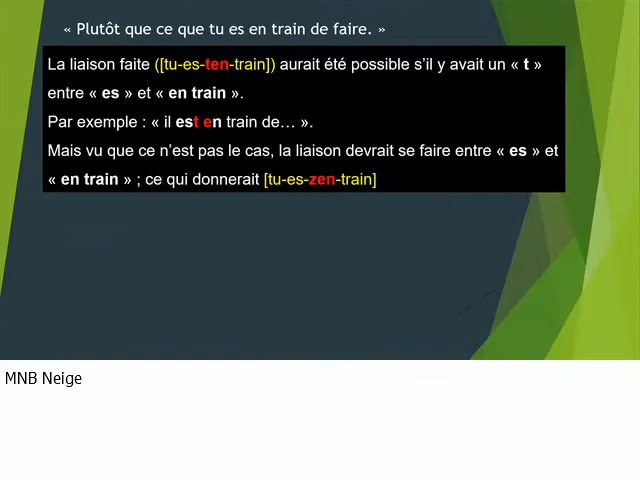 « Plutôt que ce que tu es en train de faire. »
La liaison faite ([tu-es-ten-train]) aurait été possible s’il y avait un « t »
entre « es » et « en train ».
Par exemple : « il est en train de… ».
Mais vu que ce n’est pas le cas, la liaison devrait se faire entre « es » et
« en train » ; ce qui donnerait [tu-es-zen-train]
MNB Neige